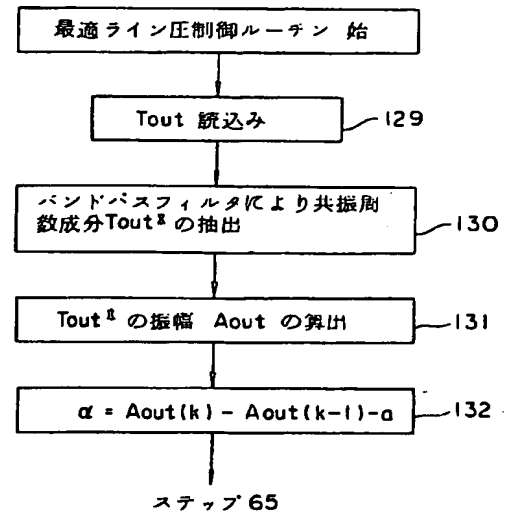 最適ライン圧制御ルーチン 始
Tout 読込み
129
バンドパスフィルタにより共振周
数成分Tout※ の抽出
130
Tout※ の振幅 Aout の算出
131
α = Aout(k) - Aout(k-1)-a
132
ステップ 65